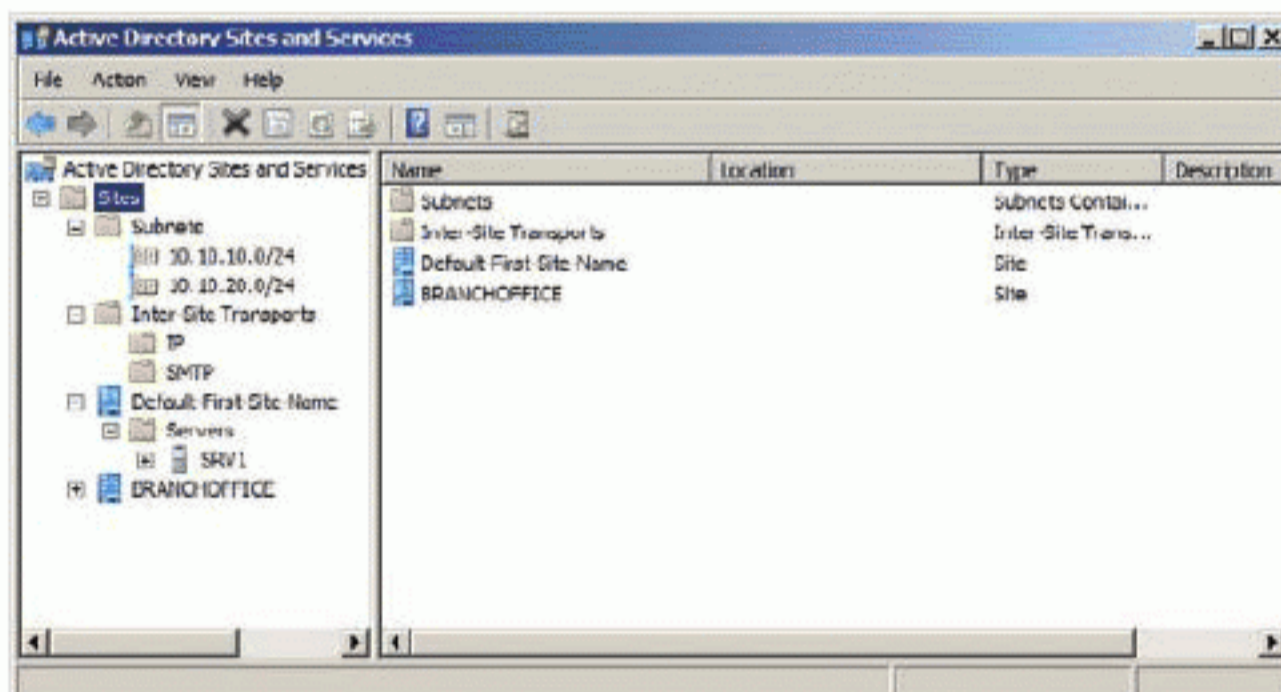 Active Directory Sites and Services
File Action View Help
Active Directory Sites and Services
Sites
Subnets
10.10.10.0/24
10.10.20.0/24
Inter-Site Transports
IP
SMTP
Default-First-Site-Name
Servers
SRV1
BRANCHOFFICE
Name Location Type Description
Subnets Subnets Contai...
Inter-Site Transports Inter-Site Trans...
Default-First-Site-Name Site
BRANCHOFFICE Site